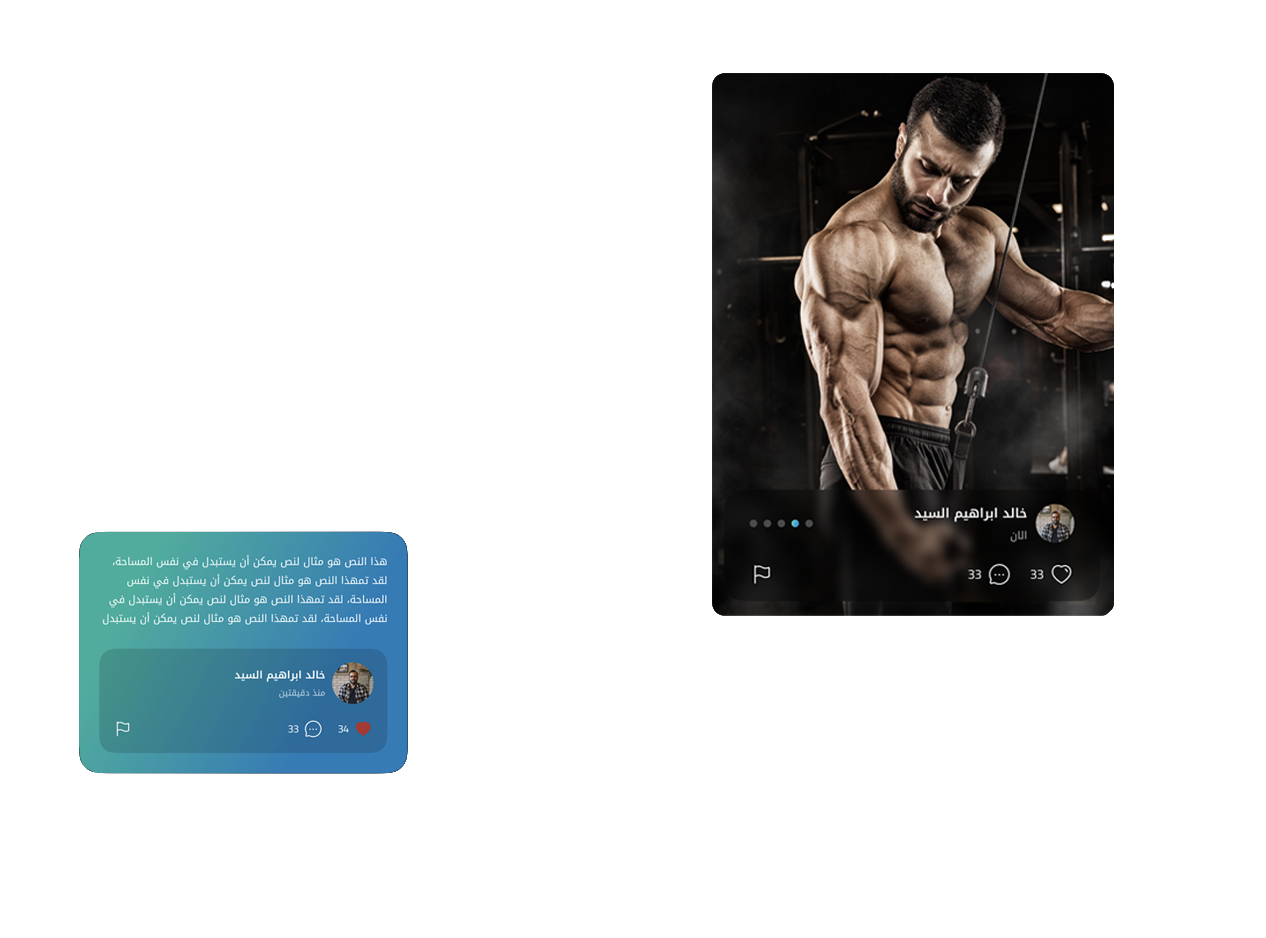 خالد ابراهيم السيد
الآن
33
33
هذا النص هو مثال لنص يمكن أن يستبدل في نفس المساحة،
لقد تمهذا النص هو مثال لنص يمكن أن يستبدل في نفس
المساحة، لقد تمهذا النص هو مثال لنص يمكن أن يستبدل في
نفس المساحة، لقد تمهذا النص هو مثال لنص يمكن أن يستبدل
خالد ابراهيم السيد
منذ دقيقتين
34
33